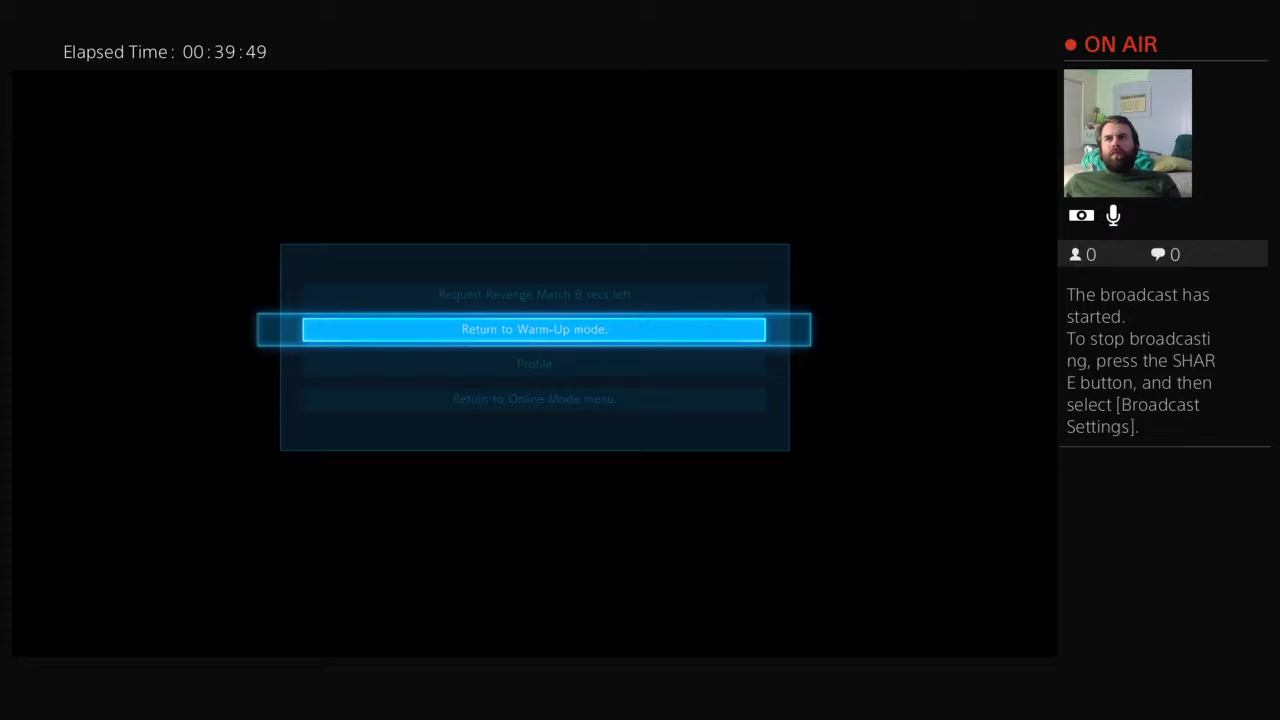 Elapsed Time: 00:39:49
ON AIR
0 0
Request Revenge Match 8 secs left
Return to Warm-Up mode.
Profile
Return to Online Mode menu.
The broadcast has
started.
To stop broadcasti
ng, press the SHAR
E button, and then
select [Broadcast
Settings].